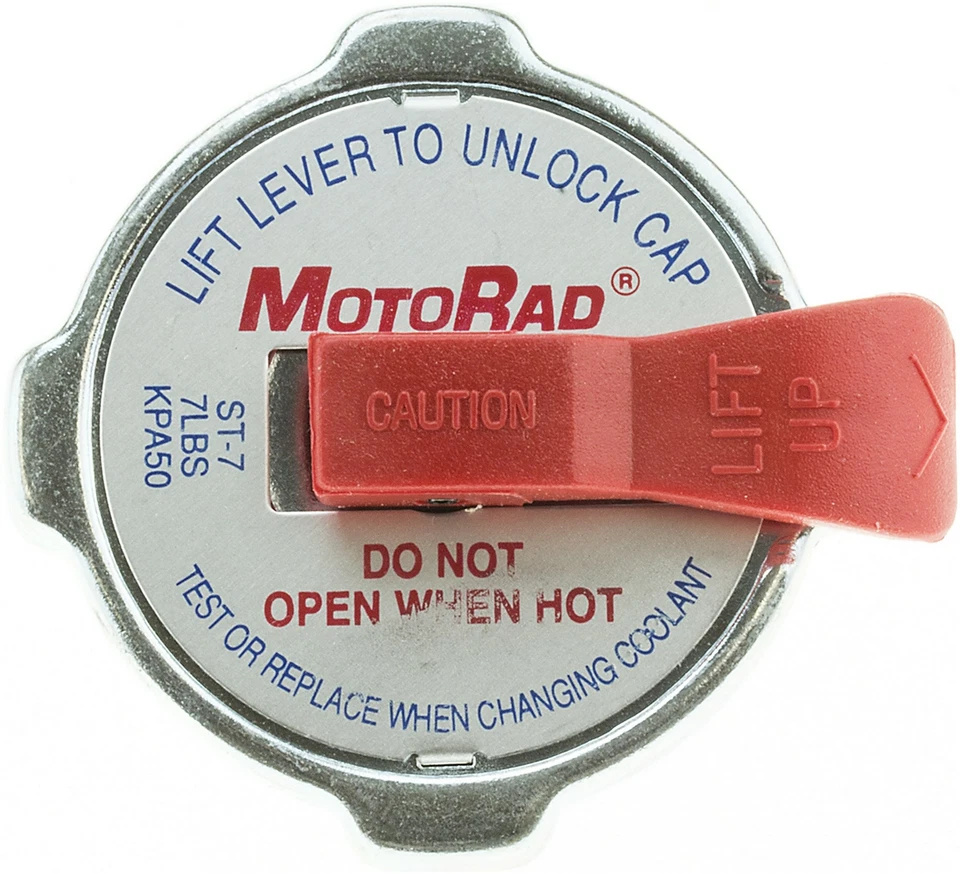 LIFT LEVER TO UNLOCK CAP
MOTORAD®
ST-7
7LBS
KPA50
CAUTION
LIFT
UP
DO NOT
OPEN WHEN HOT
TEST OR REPLACE WHEN CHANGING COOLANT